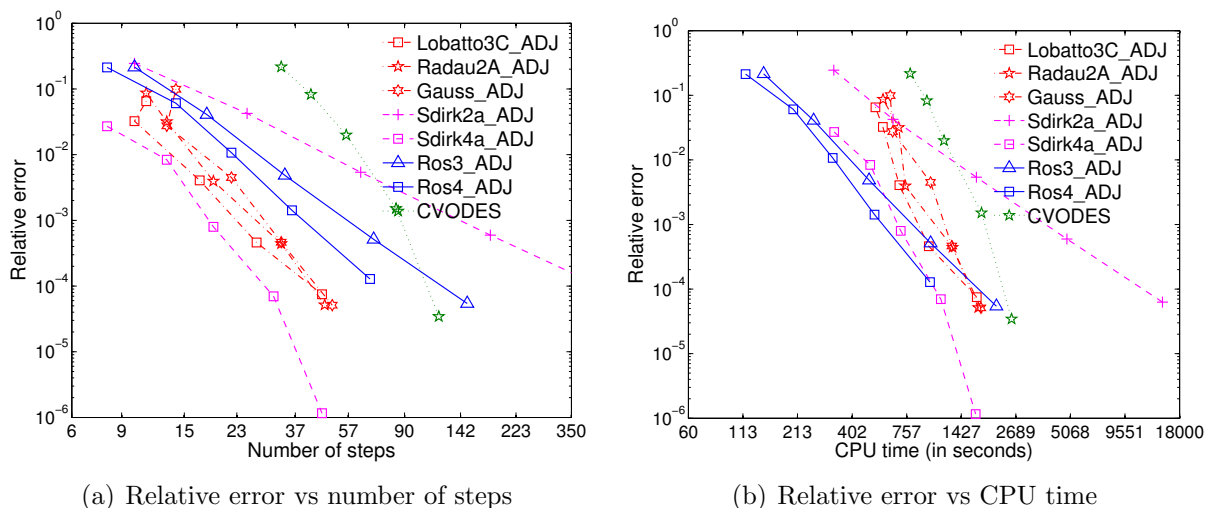 10^0
10^−1
10^−2
10^−3
10^−4
10^−5
10^−6
Relative error
6 9 15 23 37 57 90 142 223 350
Number of steps
Lobatto3C_ADJ
Radau2A_ADJ
Gauss_ADJ
Sdirk2a_ADJ
Sdirk4a_ADJ
Ros3_ADJ
Ros4_ADJ
CVODES
(a) Relative error vs number of steps
10^0
10^−1
10^−2
10^−3
10^−4
10^−5
10^−6
Relative error
60 113 213 402 757 1427 2689 5068 9551 18000
CPU time (in seconds)
Lobatto3C_ADJ
Radau2A_ADJ
Gauss_ADJ
Sdirk2a_ADJ
Sdirk4a_ADJ
Ros3_ADJ
Ros4_ADJ
CVODES
(b) Relative error vs CPU time